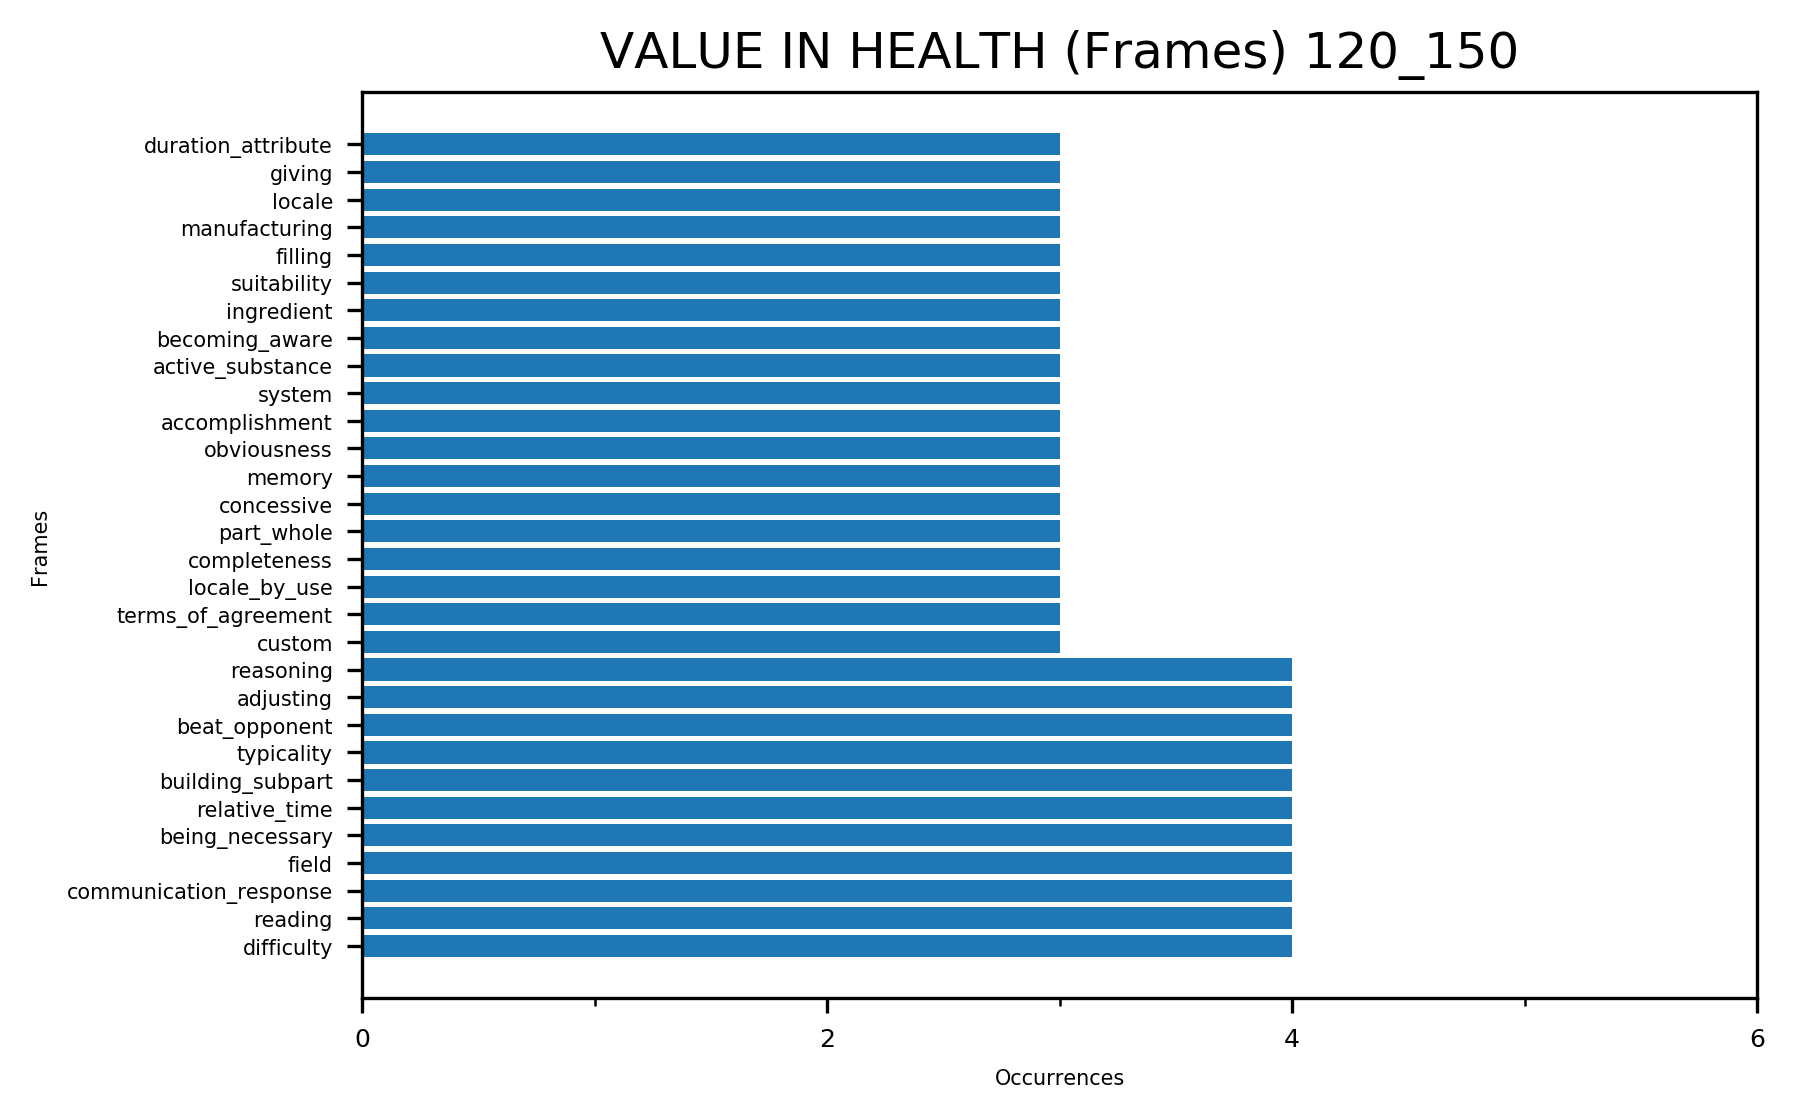 VALUE IN HEALTH (Frames) 120_150
duration_attribute
giving
locale
manufacturing
filling
suitability
ingredient
becoming_aware
active_substance
system
accomplishment
obviousness
memory
concessive
part_whole
completeness
locale_by_use
terms_of_agreement
custom
reasoning
adjusting
beat_opponent
typicality
building_subpart
relative_time
being_necessary
field
communication_response
reading
difficulty
Frames
0 2 4 6
Occurrences